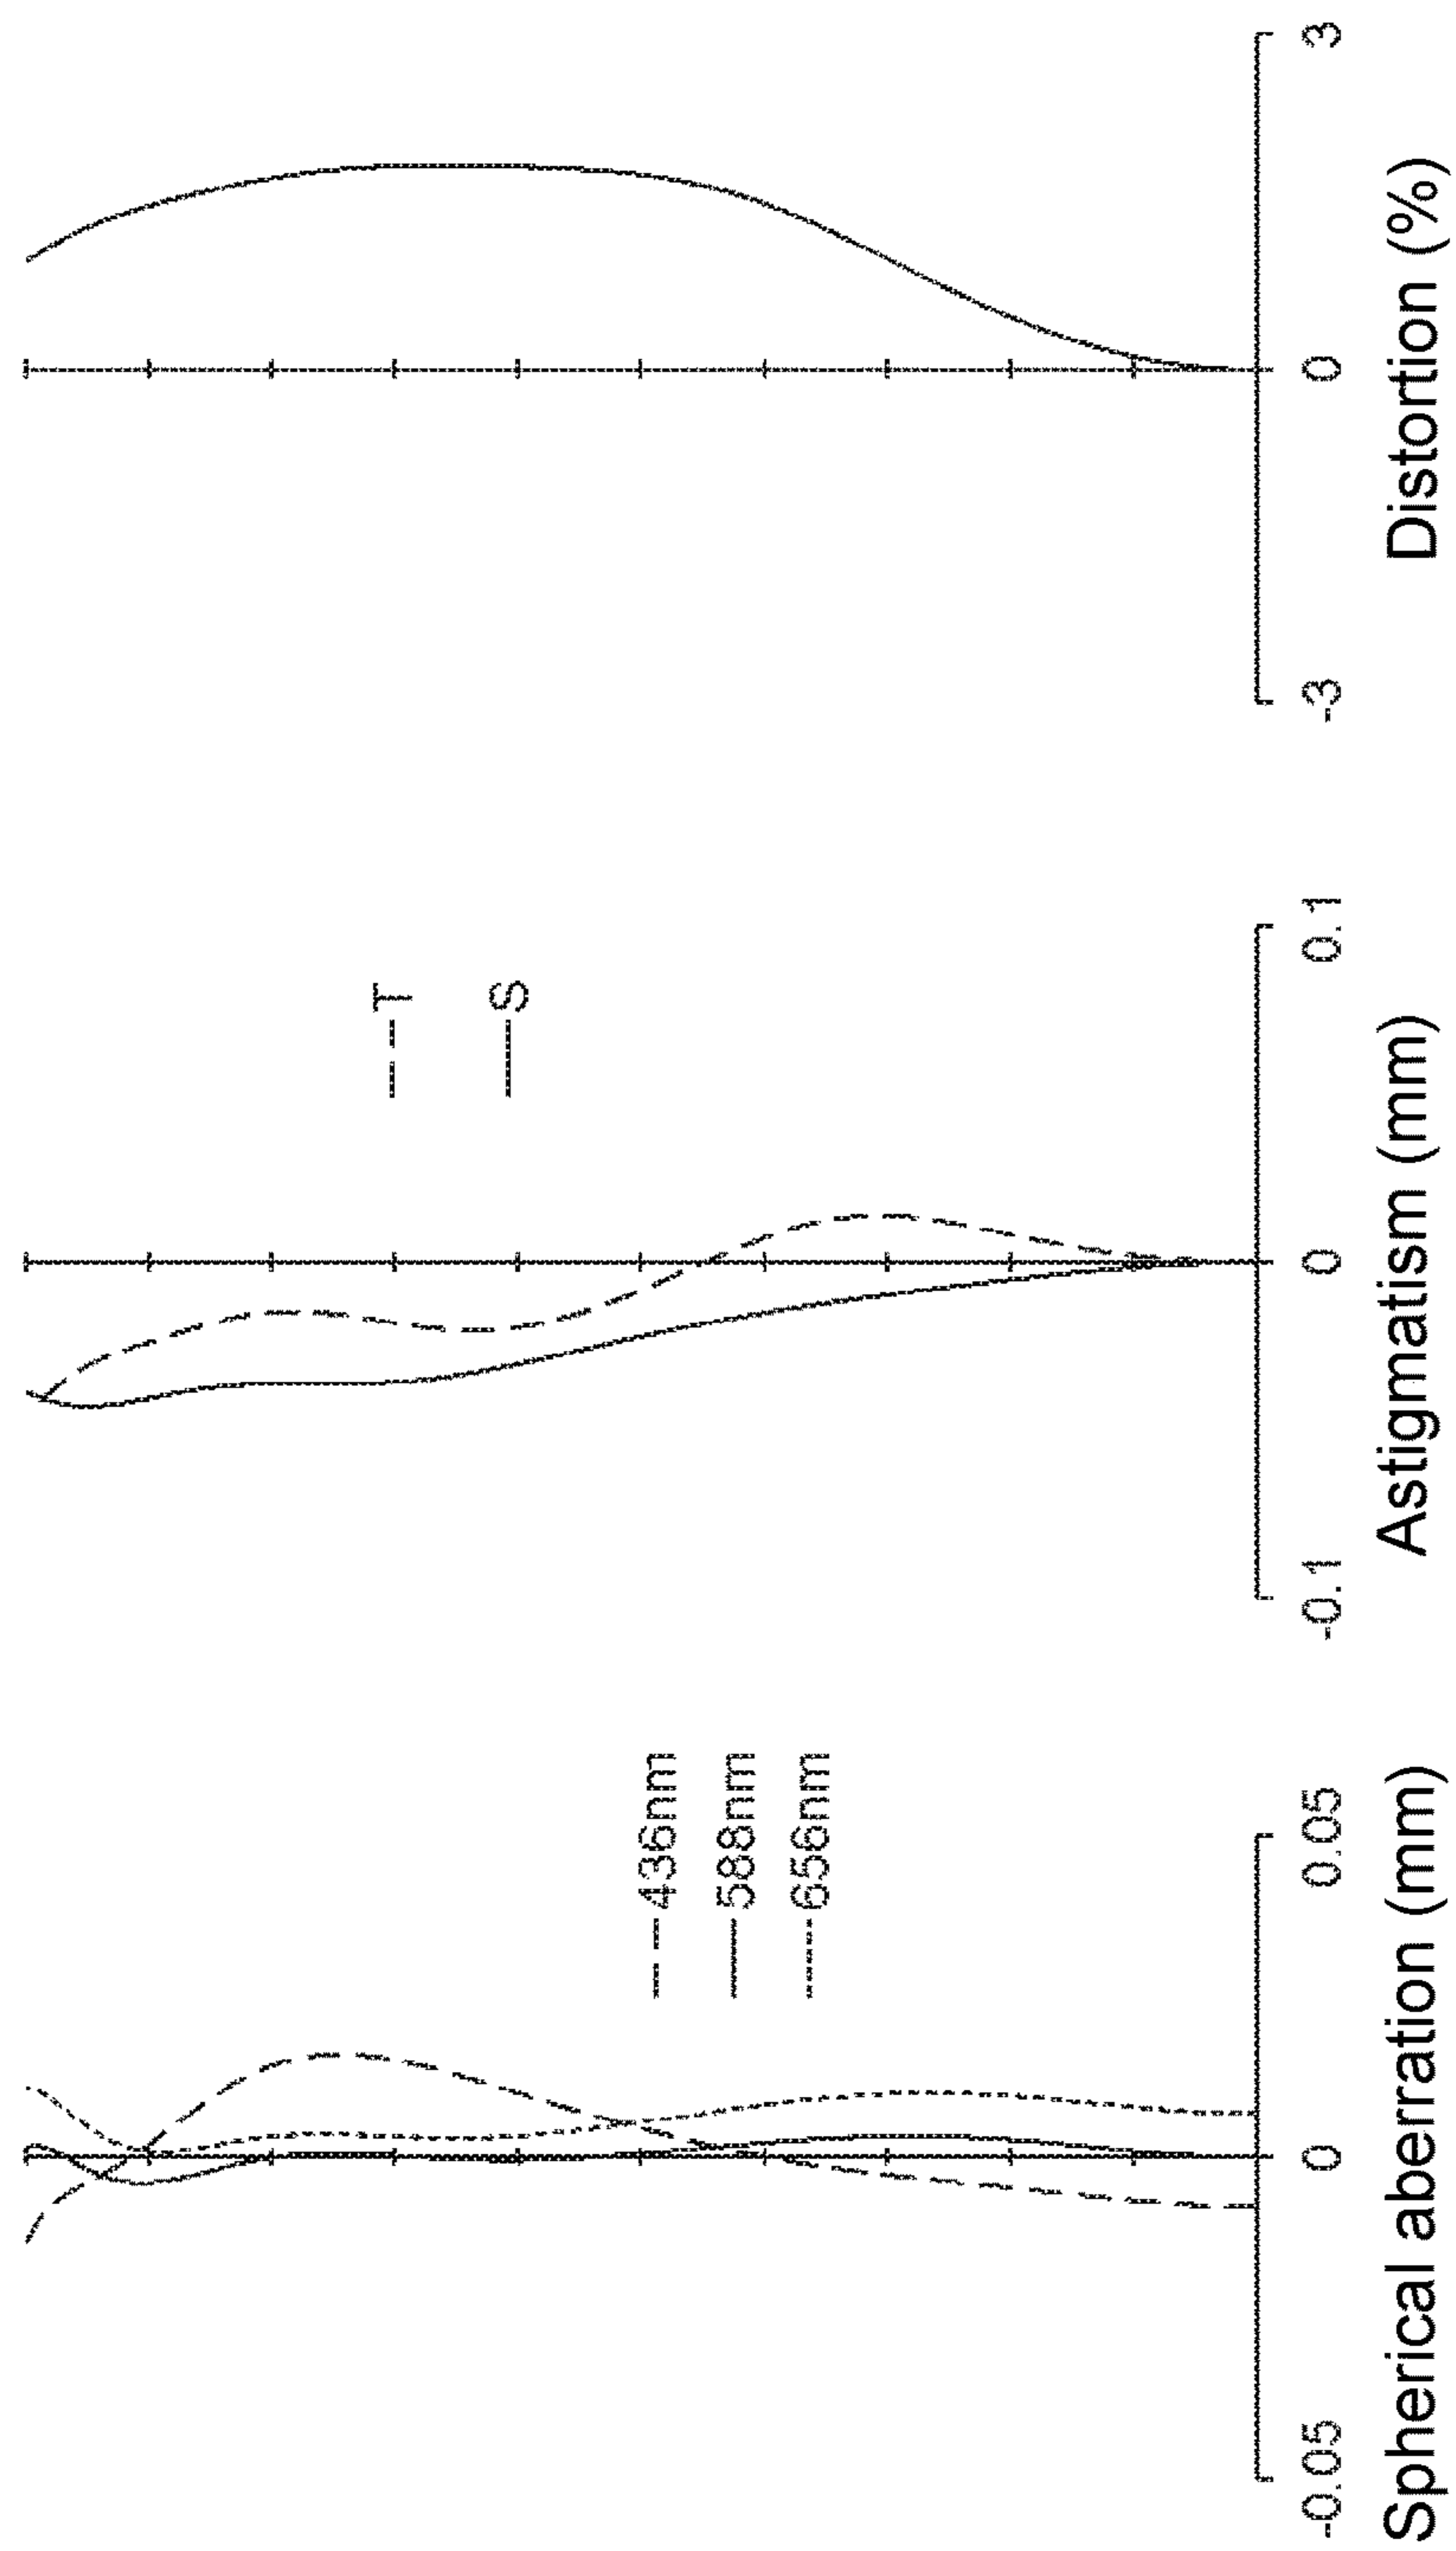 436nm
588nm
656nm
-0.05 0 0.05
Spherical aberration (mm)
T
S
-0.1 0 0.1
Astigmatism (mm)
-3 0 3
Distortion (%)